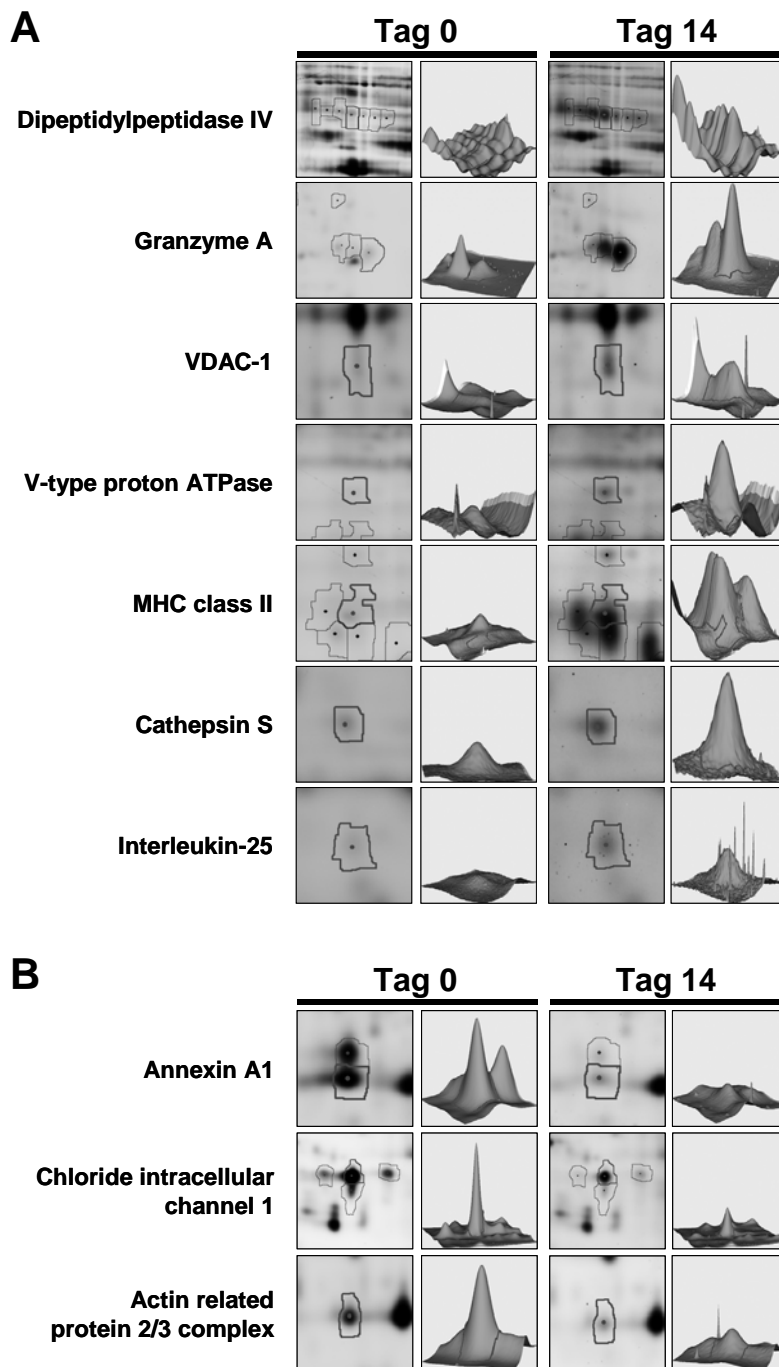 A
Tag 0
Tag 14
Dipeptidylpeptidase IV
Granzyme A
VDAC-1
V-type proton ATPase
MHC class II
Cathepsin S
Interleukin-25
B
Tag 0
Tag 14
Annexin A1
Chloride intracellular
channel 1
Actin related
protein 2/3 complex